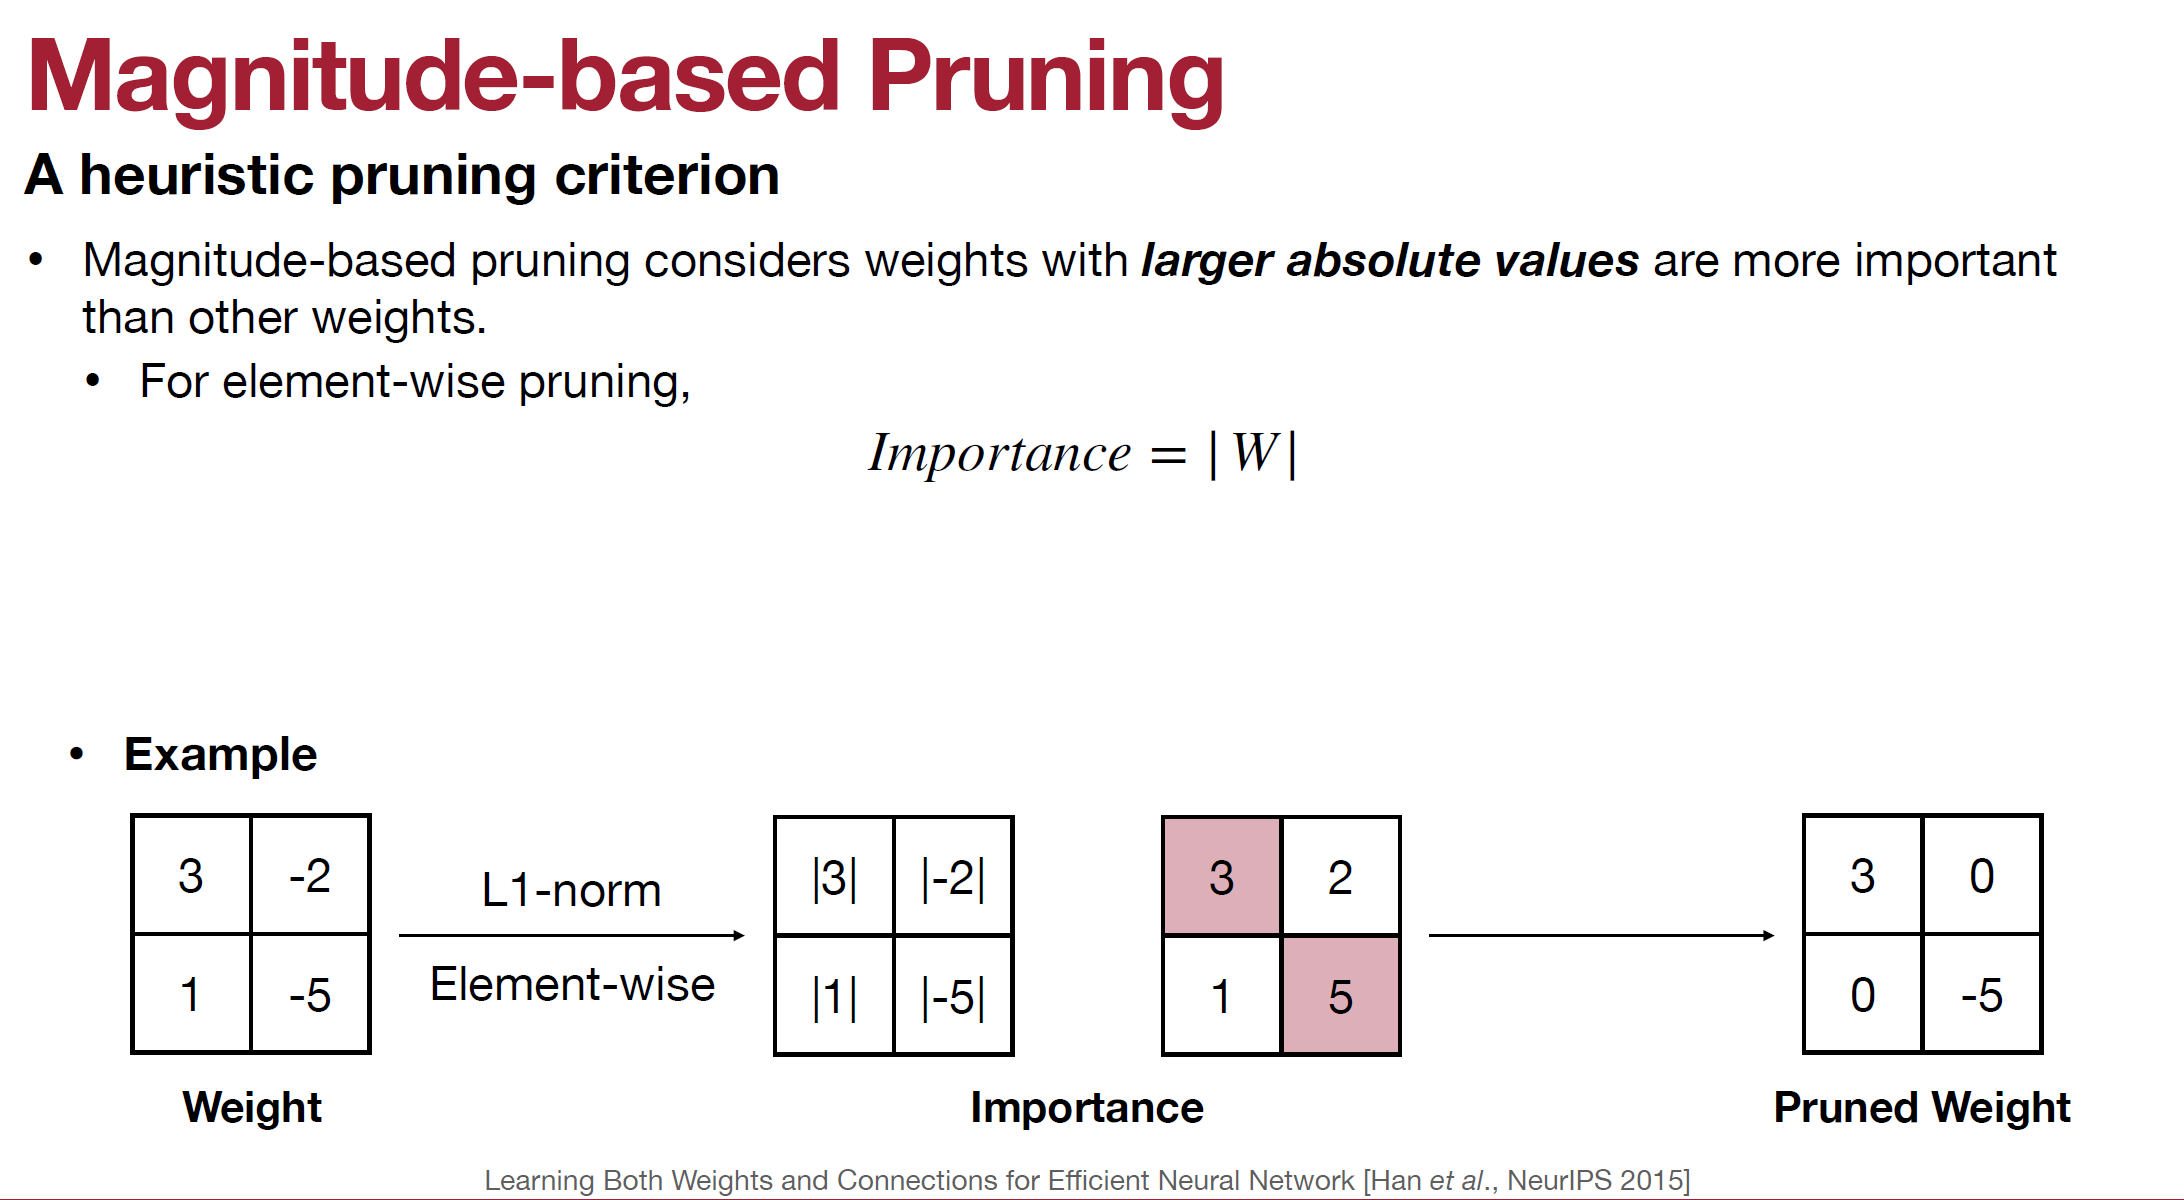 Magnitude-based Pruning
A heuristic pruning criterion
• Magnitude-based pruning considers weights with larger absolute values are more important
than other weights.
• For element-wise pruning,
Importance = | W |
• Example
3 -2
1 -5
Weight
L1-norm
Element-wise
|3| |-2|
|1| |-5|
3 2
1 5
Importance
3 0
0 -5
Pruned Weight
Learning Both Weights and Connections for Efficient Neural Network [Han et al., NeurIPS 2015]